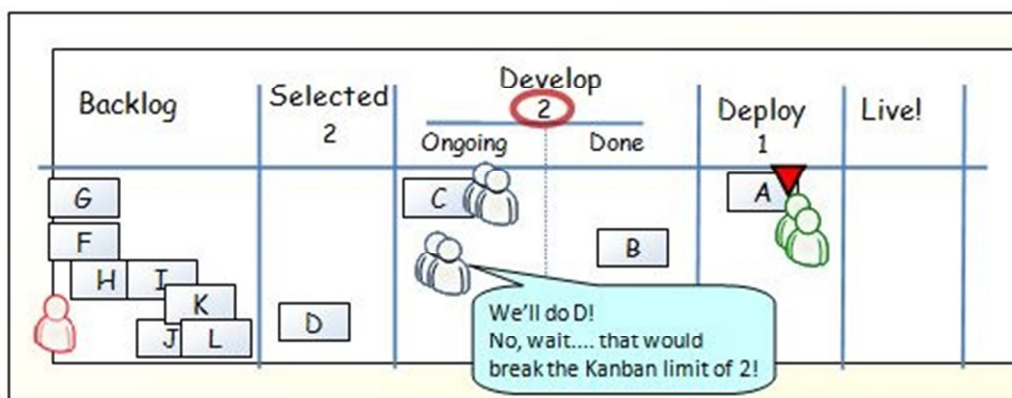 Backlog
Selected
2
Develop
2
Ongoing
Done
Deploy
1
Live!
G
F
H
I
K
J
L
D
C
B
A
We'll do D!
No, wait.... that would
break the Kanban limit of 2!